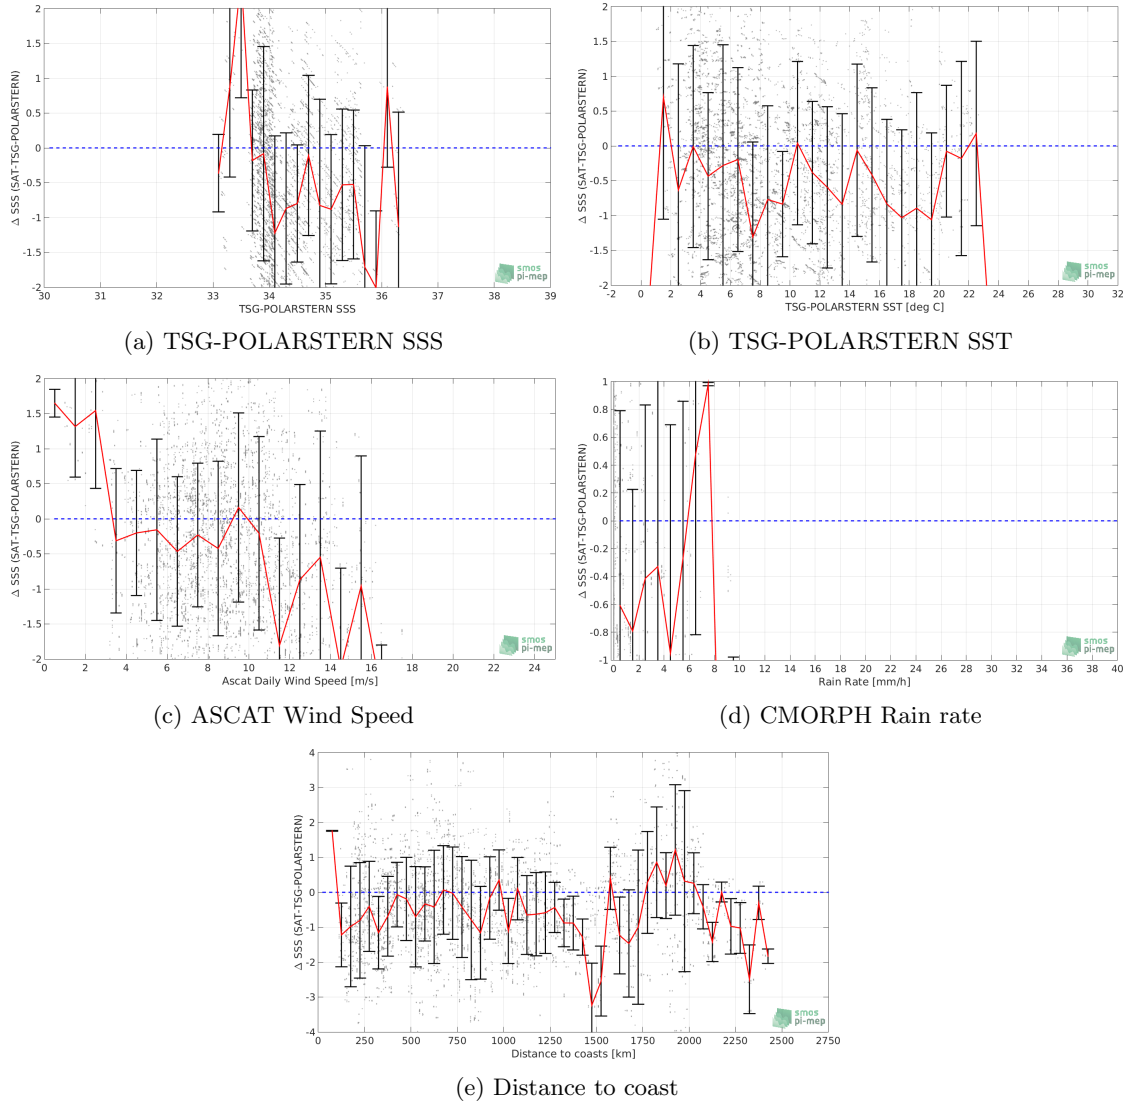 2
1.5
1
0.5
0
-0.5
-1
-1.5
-2
Δ SSS (SAT-TSG-POLARSTERN)
30 31 32 33 34 35 36 37 38 39
TSG-POLARSTERN SSS
smos
pi-mep
(a) TSG-POLARSTERN SSS
2
1.5
1
0.5
0
-0.5
-1
-1.5
-2
Δ SSS (SAT-TSG-POLARSTERN)
-2 0 2 4 6 8 10 12 14 16 18 20 22 24 26 28 30 32
TSG-POLARSTERN SST [deg C]
smos
pi-mep
(b) TSG-POLARSTERN SST
2
1.5
1
0.5
0
-0.5
-1
-1.5
-2
Δ SSS (SAT-TSG-POLARSTERN)
0 2 4 6 8 10 12 14 16 18 20 22 24
Ascat Daily Wind Speed [m/s]
smos
pi-mep
(c) ASCAT Wind Speed
1
0.8
0.6
0.4
0.2
0
-0.2
-0.4
-0.6
-0.8
-1
Δ SSS (SAT-TSG-POLARSTERN)
0 2 4 6 8 10 12 14 16 18 20 22 24 26 28 30 32 34 36 38 40
Rain Rate [mm/h]
smos
pi-mep
(d) CMORPH Rain rate
4
3
2
1
0
-1
-2
-3
-4
Δ SSS (SAT-TSG-POLARSTERN)
0 250 500 750 1000 1250 1500 1750 2000 2250 2500 2750
Distance to coasts [km]
smos
pi-mep
(e) Distance to coast